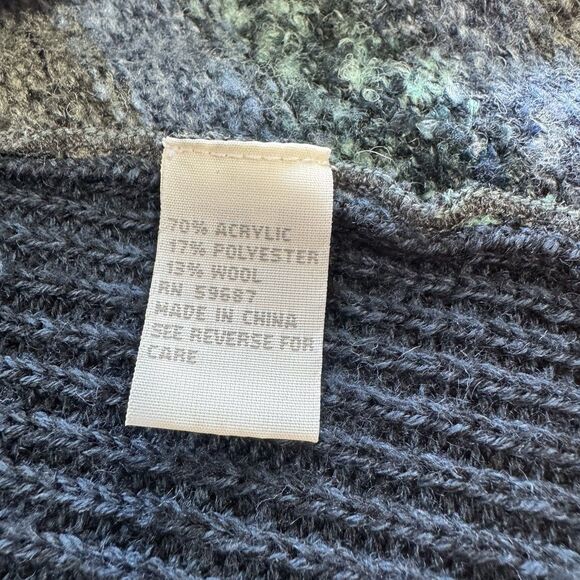 70% ACRYLIC
17% POLYESTER
13% WOOL
RN 59687
MADE IN CHINA
SEE REVERSE FOR
CARE